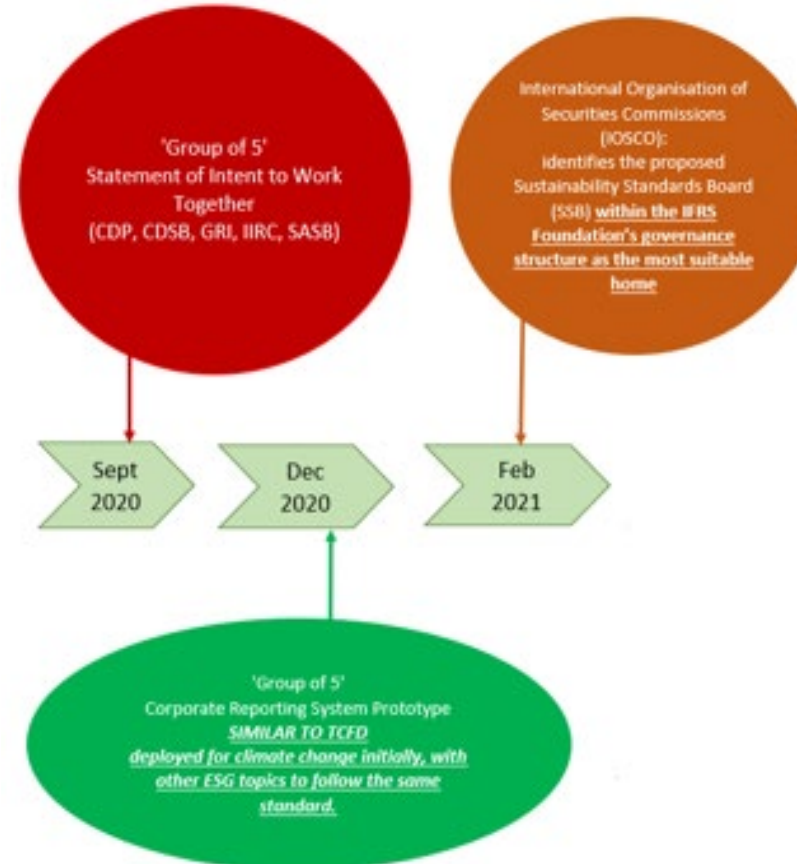 'Group of 5'
Statement of Intent to Work
Together
(CDP, CDSB, GRI, IIRC, SASB)
International Organisation of
Securities Commissions
(IOSCO):
identifies the proposed
Sustainability Standards Board
(SSB) within the IFRS
Foundation's governance
structure as the most suitable
home
Sept
2020
Dec
2020
Feb
2021
'Group of 5'
Corporate Reporting System Prototype
SIMILAR TO TCFD
deployed for climate change initially, with
other ESG topics to follow the same
standard.